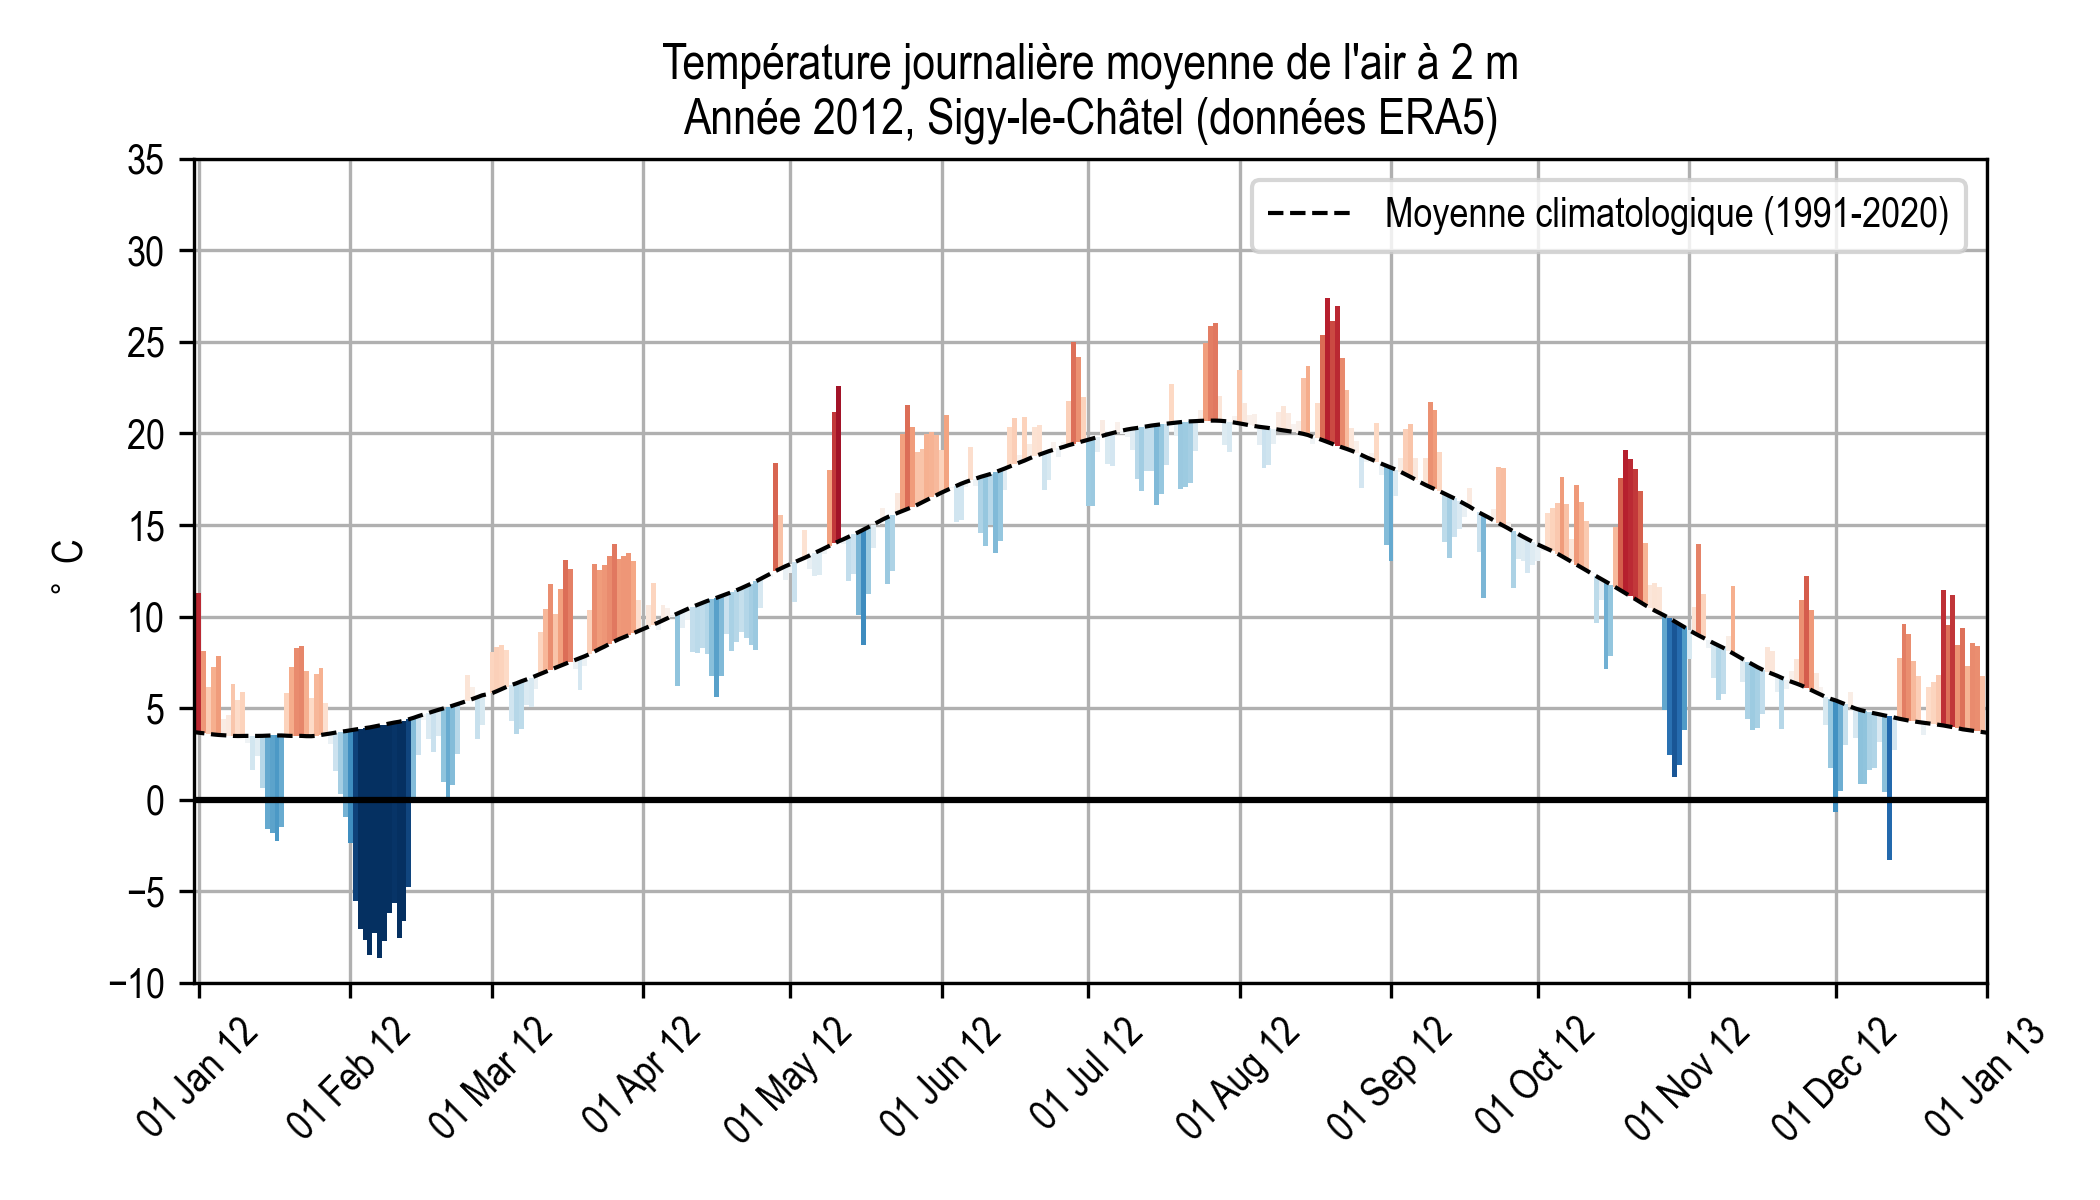 Température journalière moyenne de l'air à 2 m
Année 2012, Sigy-le-Châtel (données ERA5)
Moyenne climatologique (1991-2020)
35
30
25
20
15
10
5
0
−5
−10
° C
01 Jan 12
01 Feb 12
01 Mar 12
01 Apr 12
01 May 12
01 Jun 12
01 Jul 12
01 Aug 12
01 Sep 12
01 Oct 12
01 Nov 12
01 Dec 12
01 Jan 13